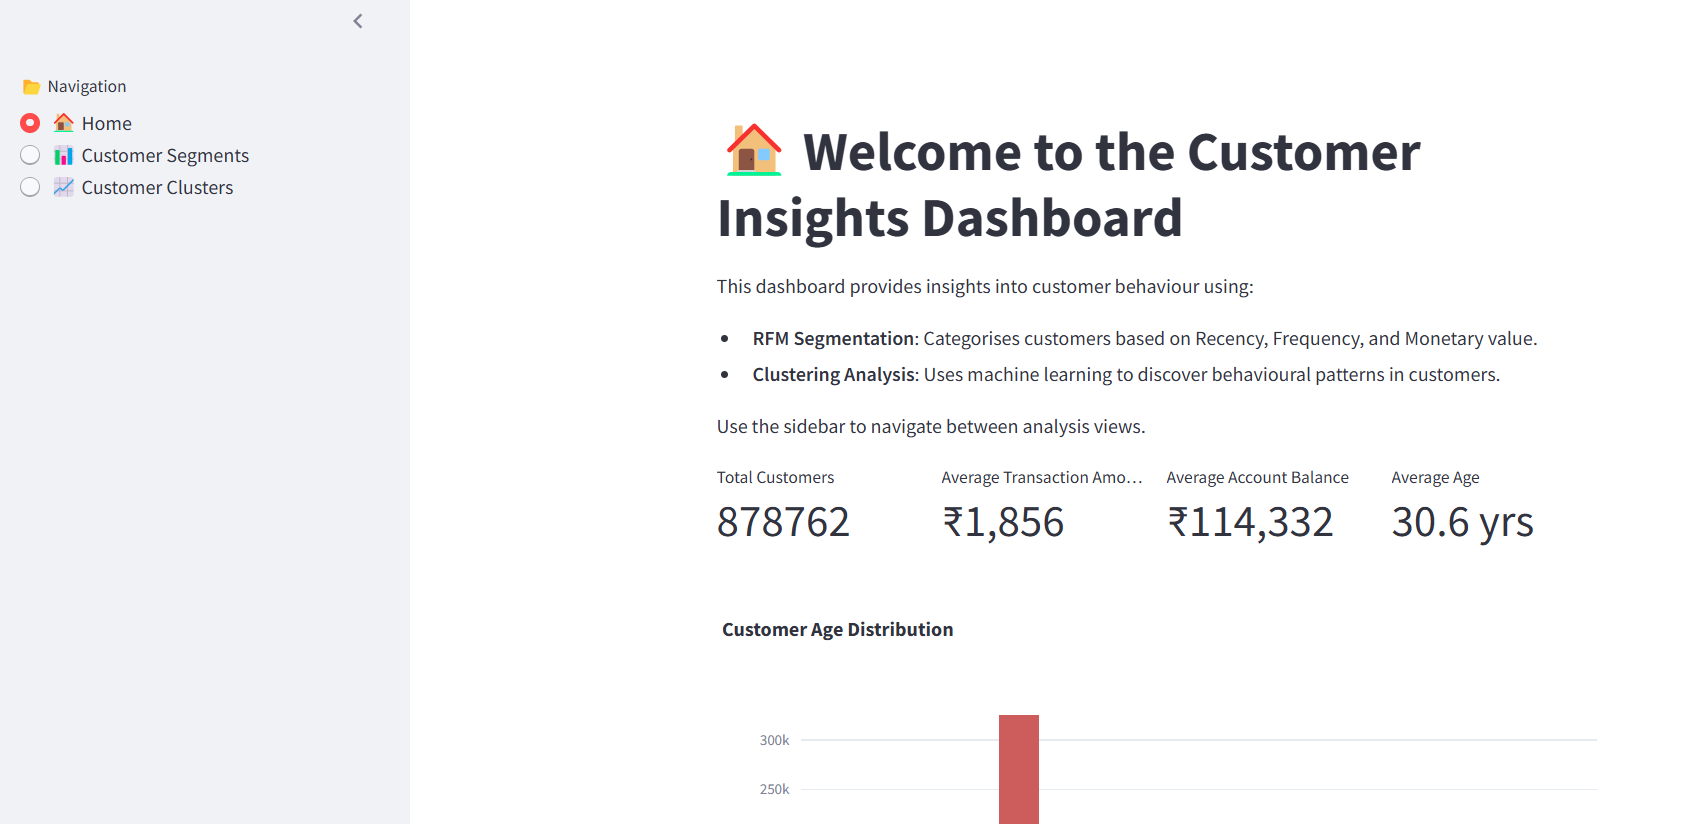 Navigation
Home
Customer Segments
Customer Clusters
Welcome to the Customer
Insights Dashboard
This dashboard provides insights into customer behaviour using:
• RFM Segmentation: Categorises customers based on Recency, Frequency, and Monetary value.
• Clustering Analysis: Uses machine learning to discover behavioural patterns in customers.
Use the sidebar to navigate between analysis views.
Total Customers
878762
Average Transaction Amo…
₹1,856
Average Account Balance
₹114,332
Average Age
30.6 yrs
Customer Age Distribution
300k
250k